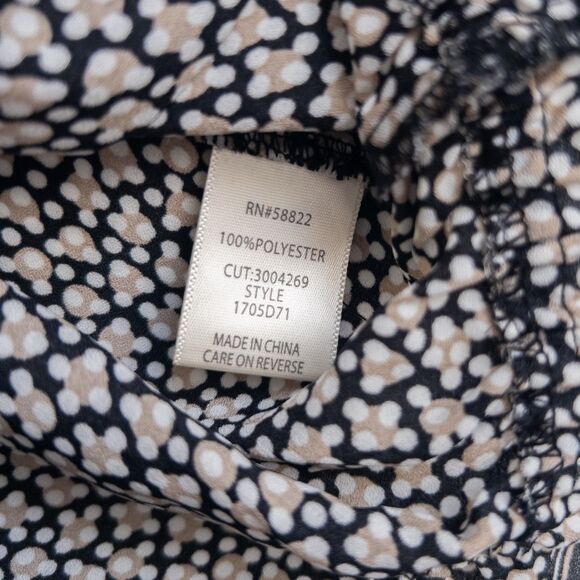 RN#58822
100%POLYESTER
CUT:3004269
STYLE
1705D71
MADE IN CHINA
CARE ON REVERSE